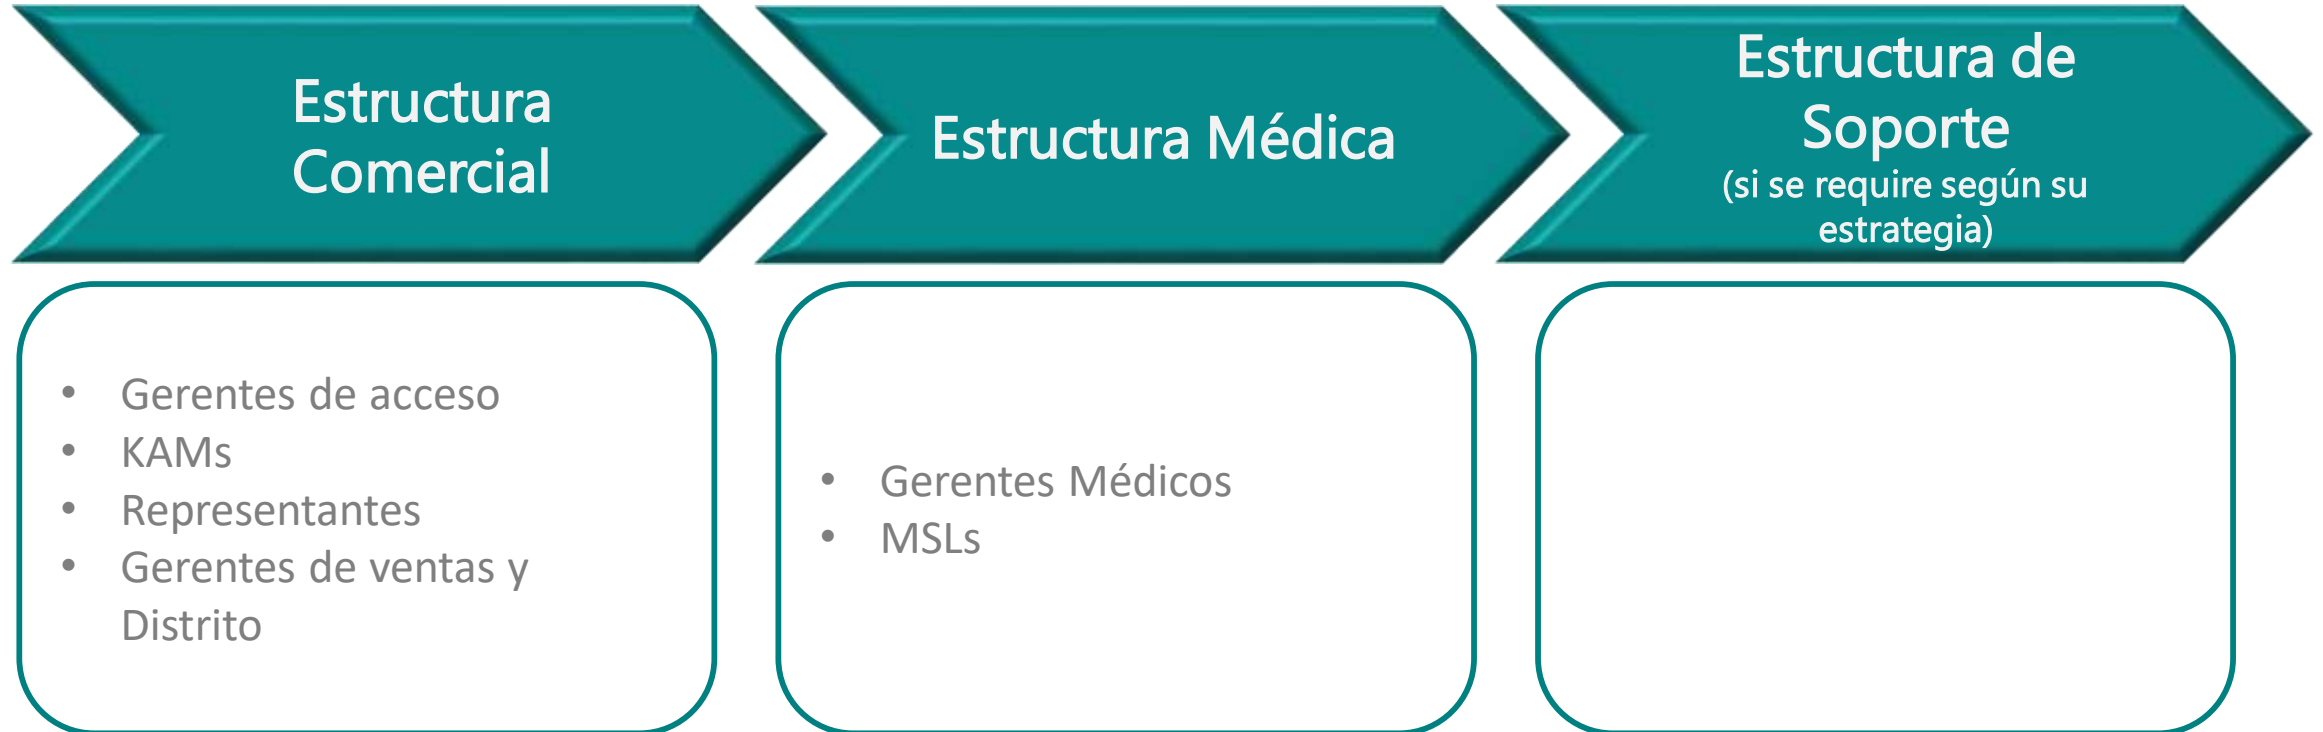 Estructura
Comercial
Estructura Médica
Estructura de
Soporte
(si se require según su
estrategia)
• Gerentes de acceso
• KAMs
• Representantes
• Gerentes de ventas y
Distrito
• Gerentes Médicos
• MSLs